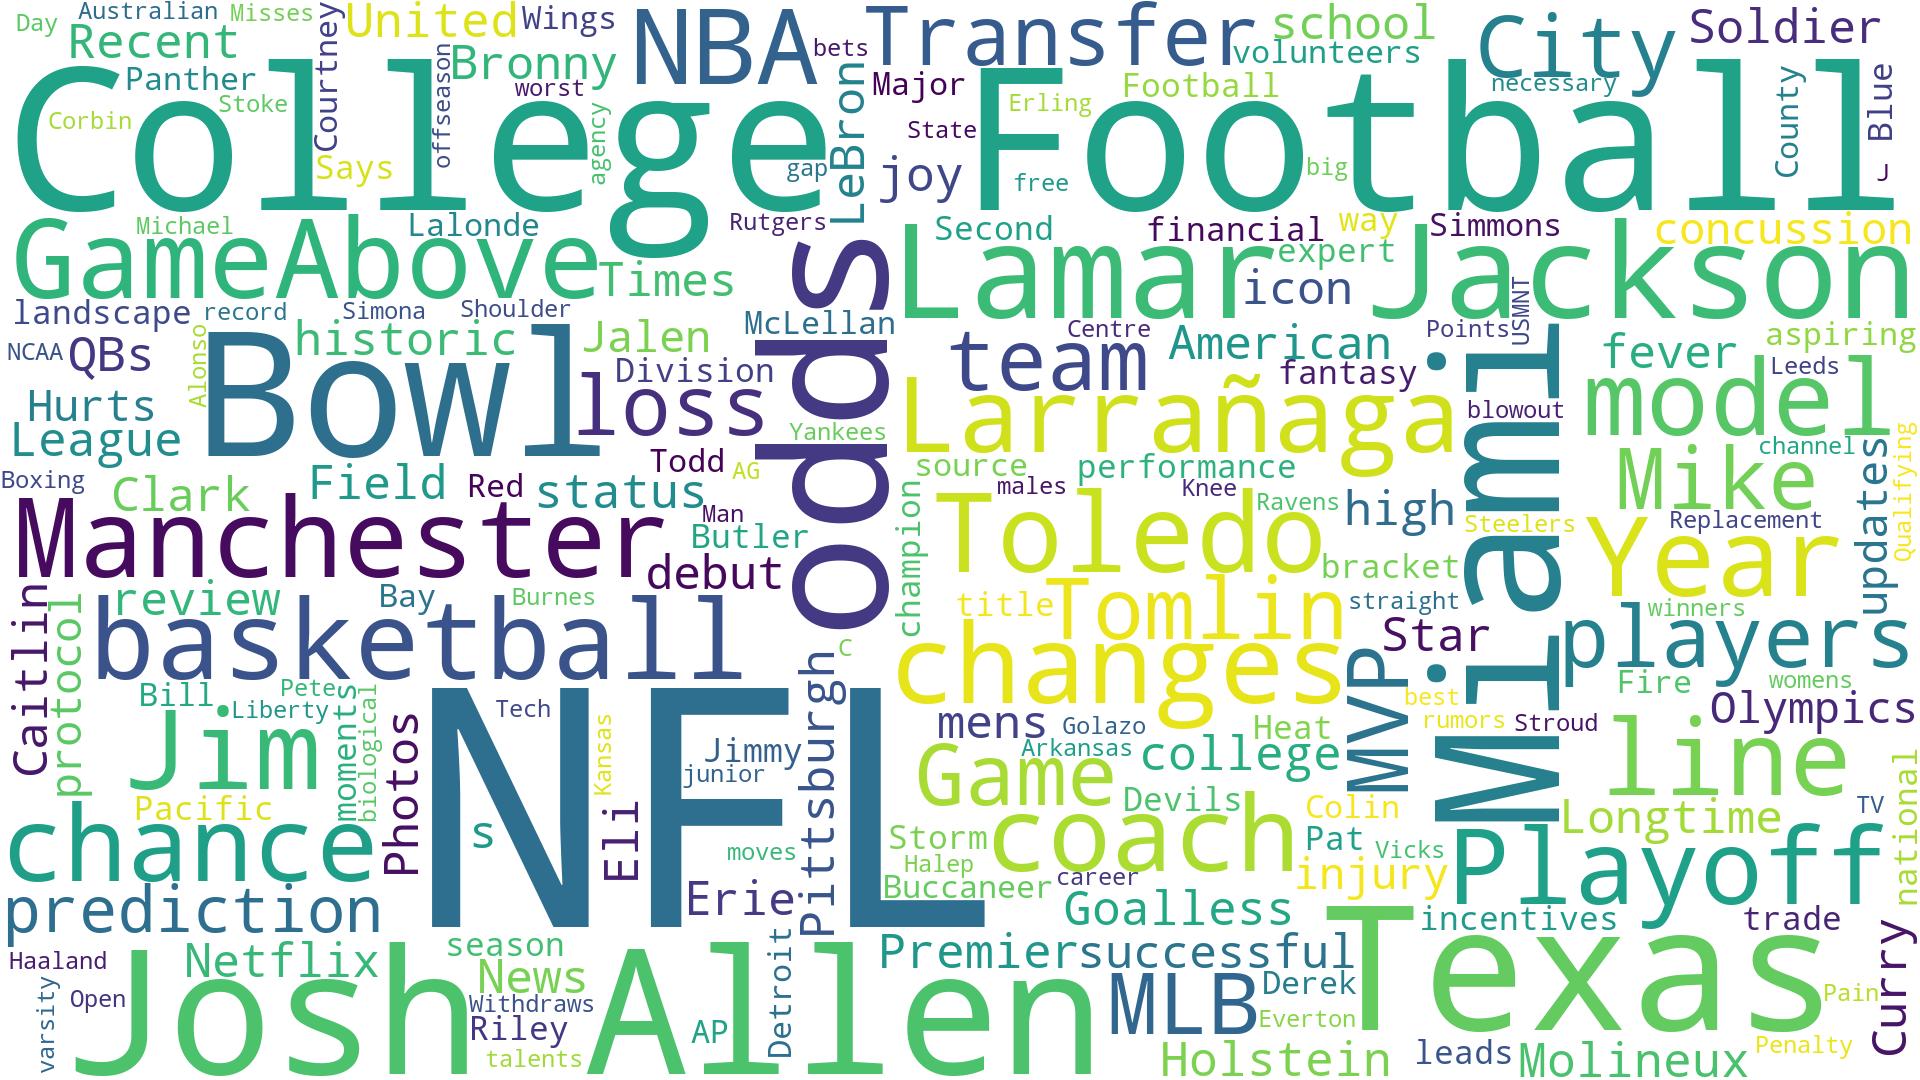 Day
Australian
Misses
Courtney
United
Wings
NBA
bets
Transfer
school
City
Soldier
Recent
Bronny
volunteers
Panther
offseason
worst
LeBron
Major
Football
necessary
County
Blue
Corbin
Stoke
College
agency
Erling
Football
State
Says
gap
joy
free
big
J
Michael
Lalonde
Rutgers
Second
financial
way
Simmons
concussion
GameAbove
Times
odds
Lamar Jackson
expert
icon
USMNT
landscape
record
Simona
Shoulder
McLellan
Centre
Points
aspiring
NCAA
QBs
Alonso
historic
Jalen
team
American
Miami
fever
Leeds
Bowl
Division
fantasy
model
Hurts
loss
Larrañaga
blowout
League
Yankees
channel
Qualifying
Boxing
Clark
Field
Red
status
Todd
AG
source
performance
updates
Mike
Manchester
Man
champion
males
Knee
Ravens
high
Steelers
Replacement
Butler
Toledo
Year
debut
bracket
Caitlin
protocol
review
Bay
Burnes
title
Tomlin
straight
winners
basketball
C
Pittsburgh
changes
MVP
Star
players
Bill
Pete
moments
biological
Fire
womens
Jim
Liberty
Photos
NFL
Tech
Kansas
Jimmy
junior
mens
Golazo
Heat
best
rumors
Stroud
Olympics
Arkansas
college
line
national
Pacific
Game
Devils
Colin
Longtime
TV
chance
s
Eli
moves
Storm
coach
Pat
Vicks
Playoff
Halep
career
injury
prediction
Erie
Buccaneer
Goalless
Texas
incentives
trade
Curry
Haaland
Netflix
season
Detroit
Premier
successful
varsity
Open
Josh Allen
News
Withdraws
MLB
Derek
Pain
Riley
AP
Everton
talents
Holstein
leads
Molineux
Penalty